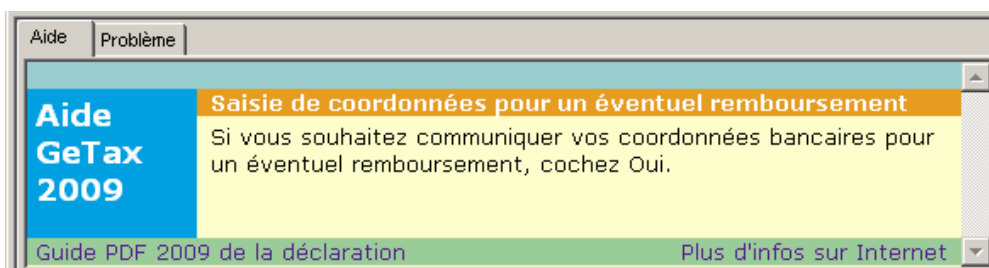 Aide Problème
Aide
GeTax
2009
Saisie de coordonnées pour un éventuel remboursement
Si vous souhaitez communiquer vos coordonnées bancaires pour
un éventuel remboursement, cochez Oui.
Guide PDF 2009 de la déclaration Plus d'infos sur Internet